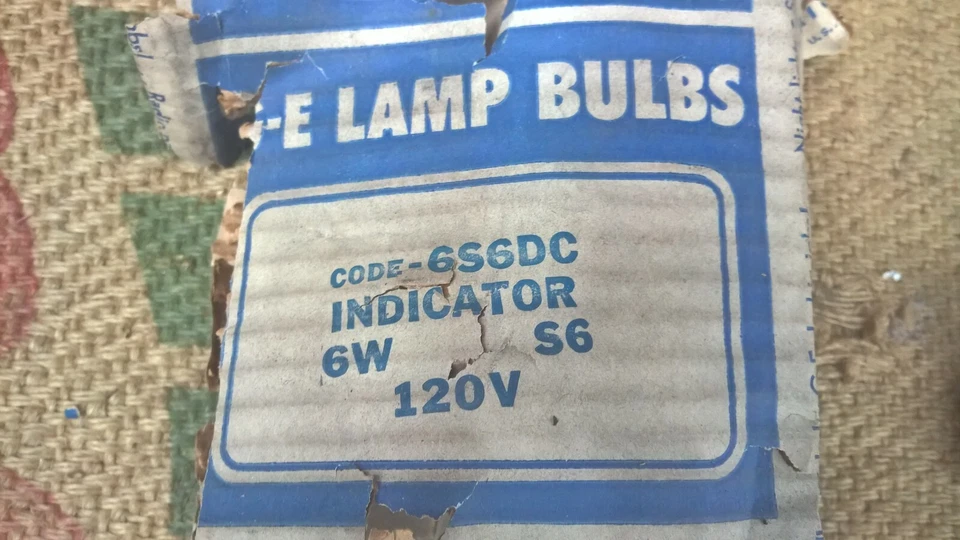 -E LAMP BULBS
CODE-6S6DC
INDICATOR
6W S6
120V
U.S.